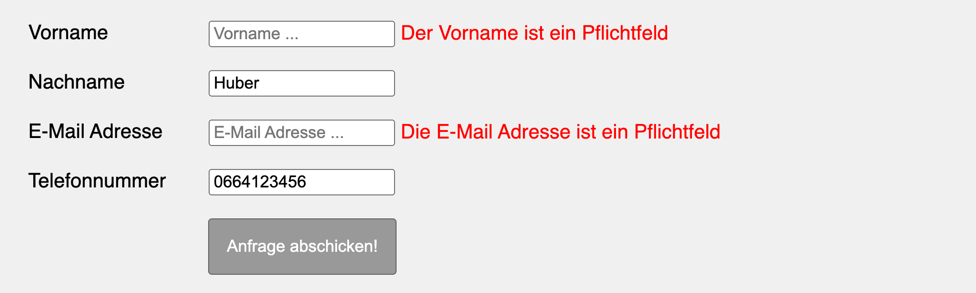 Vorname Vorname ... Der Vorname ist ein Pflichtfeld
Nachname Huber
E-Mail Adresse E-Mail Adresse ... Die E-Mail Adresse ist ein Pflichtfeld
Telefonnummer 0664123456
Anfrage abschicken!